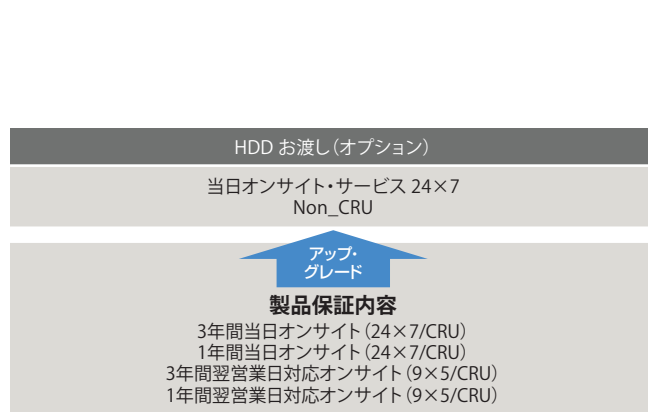 HDD お渡し（オプション）
当日オンサイト・サービス 24×7
Non_CRU
アップ・
グレード
製品保証内容
3年間当日オンサイト（24×7/CRU）
1年間当日オンサイト（24×7/CRU）
3年間翌営業日対応オンサイト（9×5/CRU）
1年間翌営業日対応オンサイト（9×5/CRU）